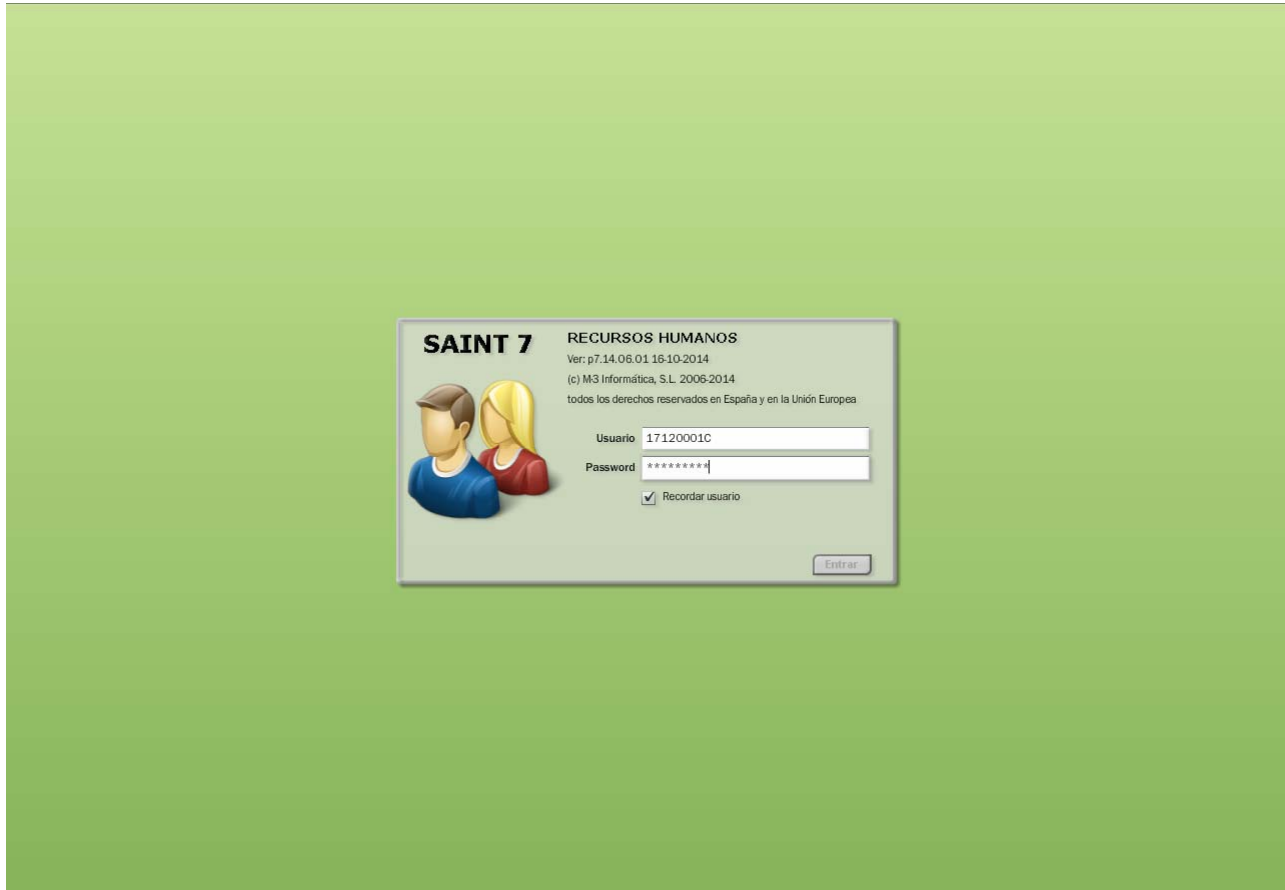 SAINT 7
RECURSOS HUMANOS
Ver: p7.14.06.01 16-10-2014
(c) M-3 Informática, S.L. 2006-2014
todos los derechos reservados en España y en la Unión Europea
Usuario 17120001C
Password *********
Recordar usuario
Entrar